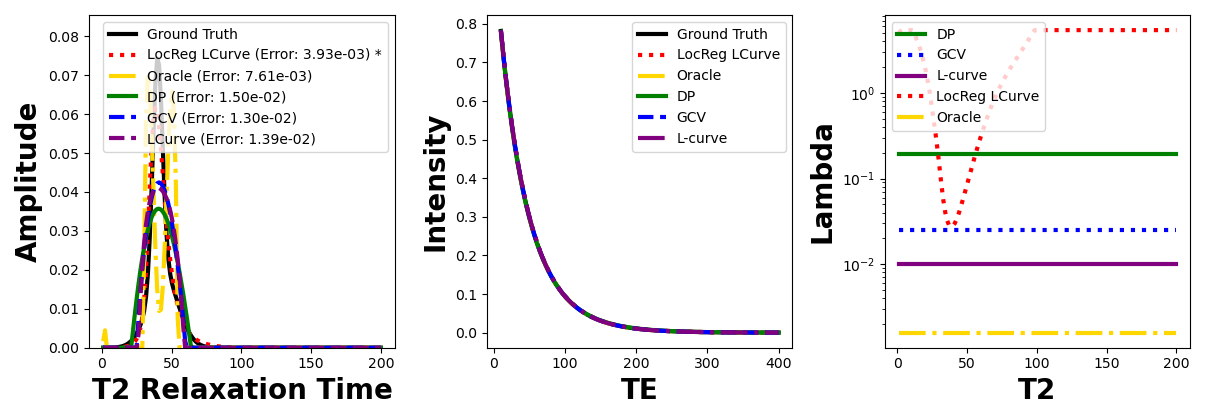 Amplitude
0.08
0.07
0.06
0.05
0.04
0.03
0.02
0.01
0.00
Ground Truth
LocReg LCurve (Error: 3.93e-03) *
Oracle (Error: 7.61e-03)
DP (Error: 1.50e-02)
GCV (Error: 1.30e-02)
LCurve (Error: 1.39e-02)
0 50 100 150 200
T2 Relaxation Time
Intensity
0.8
0.7
0.6
0.5
0.4
0.3
0.2
0.1
0.0
Ground Truth
LocReg LCurve
Oracle
DP
GCV
L-curve
0 100 200 300 400
TE
Lambda
10⁰
10⁻¹
10⁻²
DP
GCV
L-curve
LocReg LCurve
Oracle
0 50 100 150 200
T2